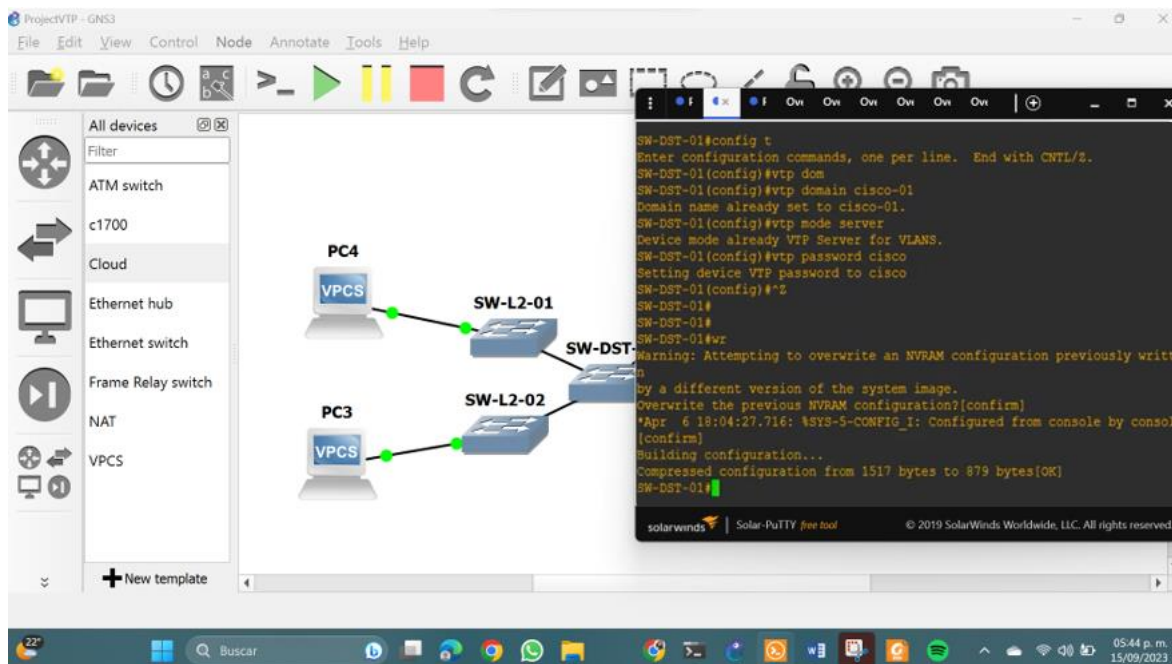 ProjectVTP - GNS3
File Edit View Control Node Annotate Tools Help
All devices
Filter
ATM switch
c1700
Cloud
Ethernet hub
Ethernet switch
Frame Relay switch
NAT
VPCS
New template
PC4
VPCS
SW-L2-01
SW-DST-
SW-L2-02
PC3
VPCS
Ove Ove Ove Ove Ove Ove
SW-DST-01#config t
Enter configuration commands, one per line. End with CNTL/Z.
SW-DST-01(config)#vtp dom
SW-DST-01(config)#vtp domain cisco-01
Domain name already set to cisco-01.
SW-DST-01(config)#vtp mode server
Device mode already VTP Server for VLANS.
SW-DST-01(config)#vtp password cisco
Setting device VTP password to cisco
SW-DST-01(config)#^Z
SW-DST-01#
SW-DST-01#
SW-DST-01#wr
Warning: Attempting to overwrite an NVRAM configuration previously writt
n
by a different version of the system image.
Overwrite the previous NVRAM configuration?[confirm]
*Apr 6 18:04:27.716: %SYS-5-CONFIG_I: Configured from console by consol
[confirm]
Building configuration...
Compressed configuration from 1517 bytes to 879 bytes[OK]
SW-DST-01#
solarwinds Solar-PuTTY free tool © 2019 SolarWinds Worldwide, LLC. All rights reserved.
22°
Buscar
05:44 p. m.
15/09/2023